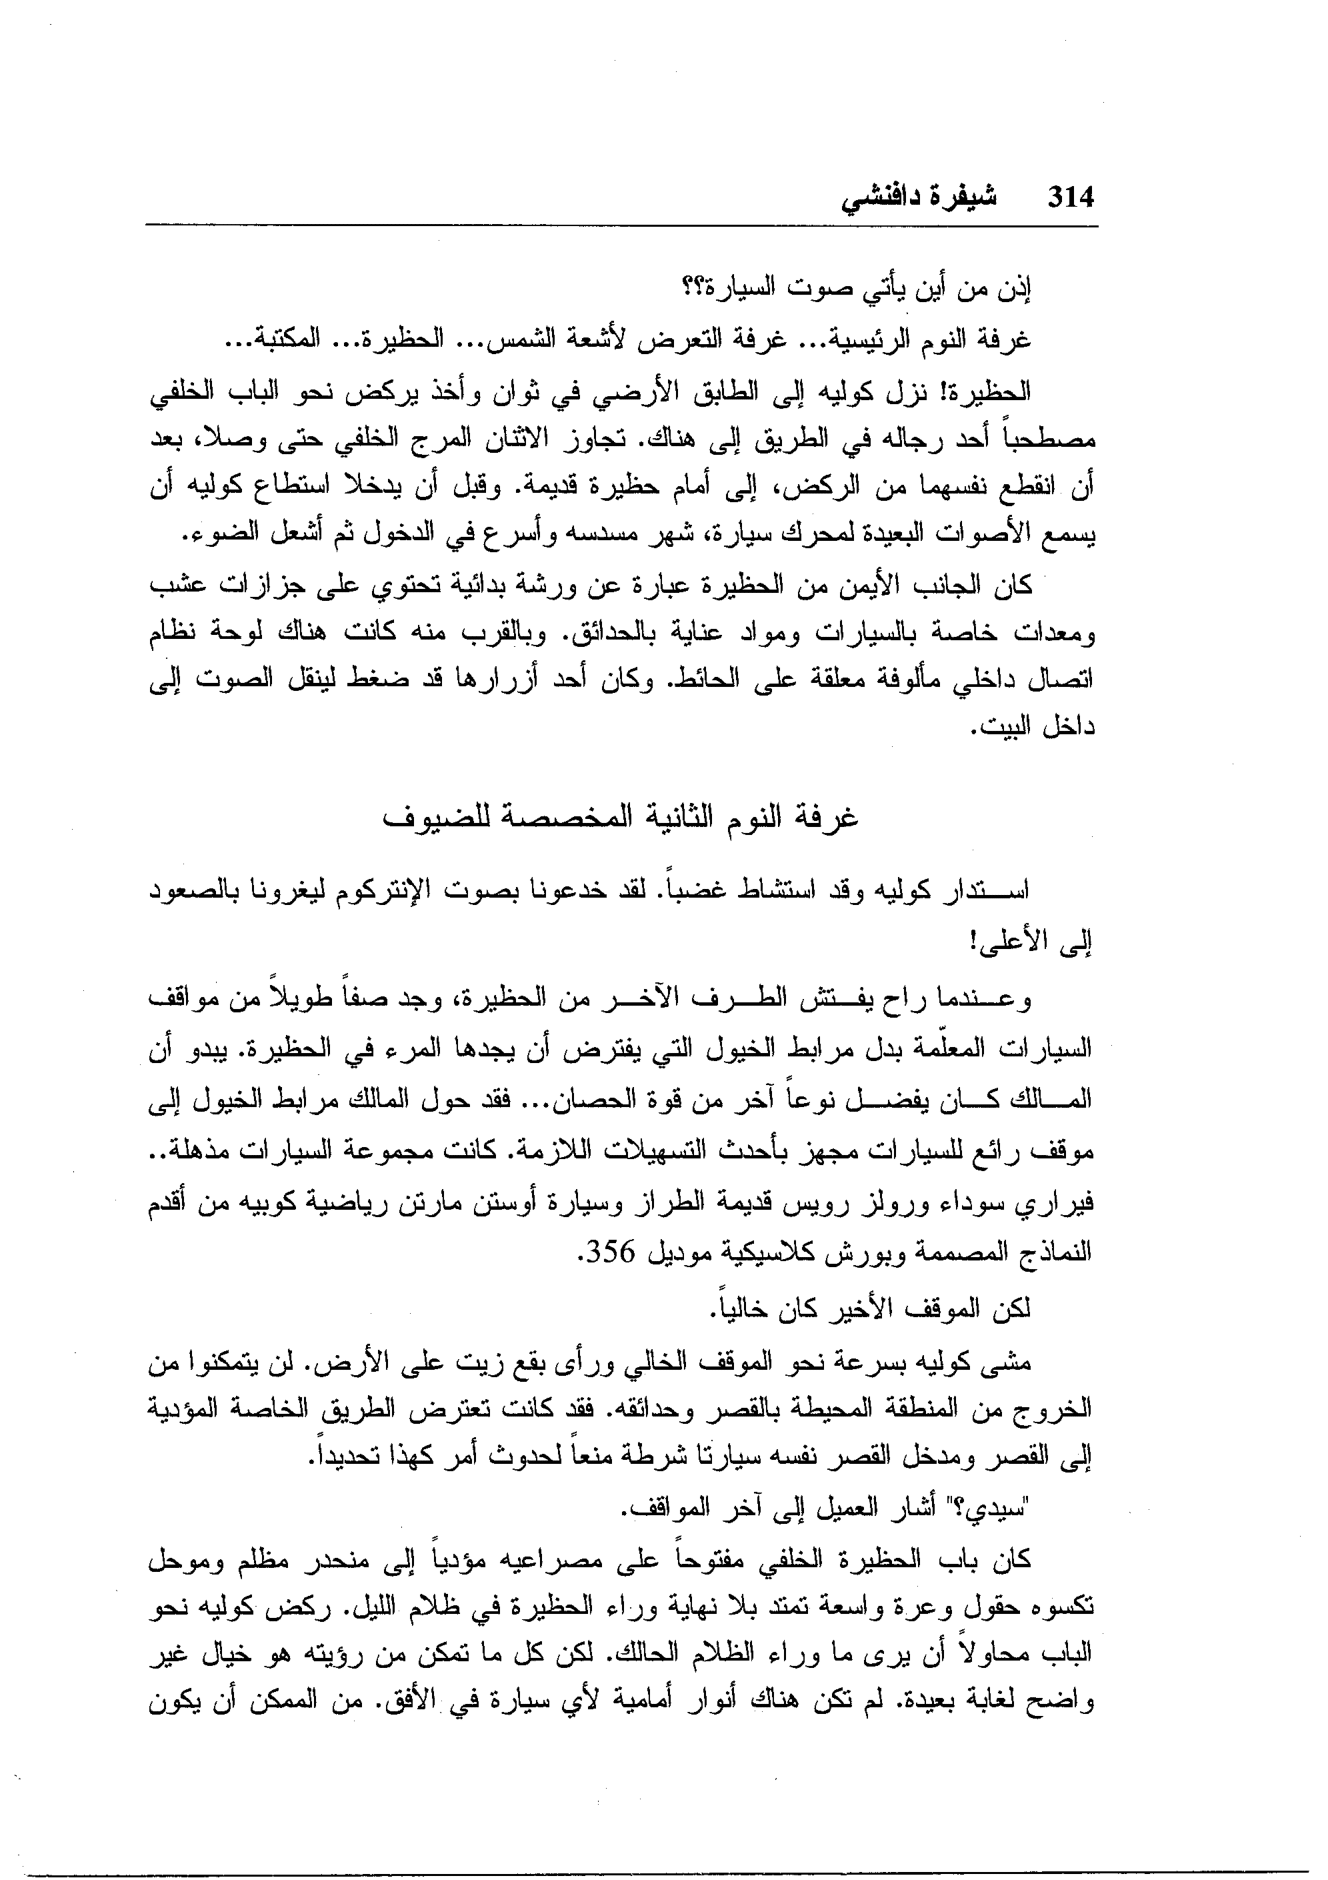 314 شيفرة دافنشي
إذن من أين يأتي صوت السيارة؟؟
غرفة النوم الرئيسية... غرفة التعرض لأشعة الشمس... الحظيرة... المكتبة...
الحظيرة! نزل كوليه إلى الطابق الأرضي في ثوان وأخذ يركض نحو الباب الخلفي
مصطحباً أحد رجاله في الطريق إلى هناك. تجاوز الاثنان المرج الخلفي حتى وصلا، بعد
أن انقطع نفسهما من الركض، إلى أمام حظيرة قديمة. وقبل أن يدخلا استطاع كوليه أن
يسمع الأصوات البعيدة لمحرك سيارة، شهر مسدسه وأسرع في الدخول ثم أشعل الضوء.
كان الجانب الأيمن من الحظيرة عبارة عن ورشة بدائية تحتوي على جزازات عشب
ومعدات خاصة بالسيارات ومواد عناية بالحدائق. وبالقرب منه كانت هناك لوحة نظام
اتصال داخلي مألوفة معلقة على الحائط. وكان أحد أزرارها قد ضغط لينقل الصوت إلى
داخل البيت.
غرفة النوم الثانية المخصصة للضيوف
استدار كوليه وقد استشاط غضباً. لقد خدعونا بصوت الإنتركوم ليغرونا بالصعود
إلى الأعلى!
وعندما راح يفتش الطرف الآخر من الحظيرة، وجد صفاً طويلاً من مواقف
السيارات المعلّمة بدل مرابط الخيول التي يفترض أن يجدها المرء في الحظيرة. يبدو أن
المالك كان يفضل نوعاً آخر من قوة الحصان... فقد حول المالك مرابط الخيول إلى
موقف رائع للسيارات مجهز بأحدث التسهيلات اللازمة. كانت مجموعة السيارات مذهلة..
فيراري سوداء ورولز رويس قديمة الطراز وسيارة أوستن مارتن رياضية كوبيه من أقدم
النماذج المصممة وبورش كلاسيكية موديل 356.
لكن الموقف الأخير كان خالياً.
مشى كوليه بسرعة نحو الموقف الخالي ورأى بقع زيت على الأرض. لن يتمكنوا من
الخروج من المنطقة المحيطة بالقصر وحدائقه. فقد كانت تعترض الطريق الخاصة المؤدية
إلى القصر ومدخل القصر نفسه سيارتا شرطة منعاً لحدوث أمر كهذا تحديداً.
"سيدي؟" أشار العميل إلى آخر المواقف.
كان باب الحظيرة الخلفي مفتوحاً على مصراعيه مؤدياً إلى منحدر مظلم وموحل
تكسوه حقول وعرة واسعة تمتد بلا نهاية وراء الحظيرة في ظلام الليل. ركض كوليه نحو
الباب محاولاً أن يرى ما وراء الظلام الحالك. لكن كل ما تمكن من رؤيته هو خيال غير
واضح لغابة بعيدة. لم تكن هناك أنوار أمامية لأي سيارة في الأفق. من الممكن أن يكون